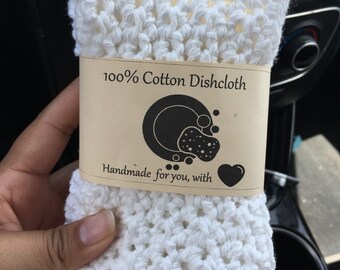 100% Cotton Dishcloth
Handmade for you, with